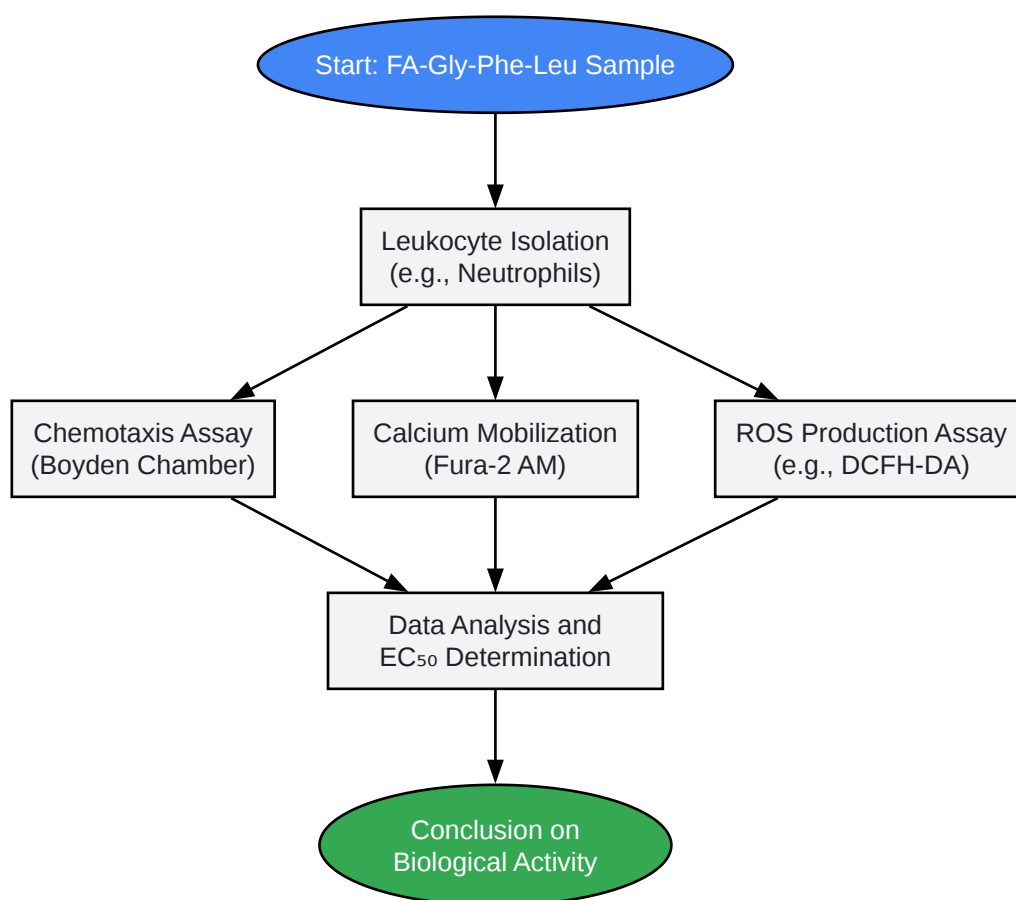 Start: FA-Gly-Phe-Leu Sample
Leukocyte Isolation
(e.g., Neutrophils)
Chemotaxis Assay
(Boyden Chamber)
Calcium Mobilization
(Fura-2 AM)
ROS Production Assay
(e.g., DCFH-DA)
Data Analysis and
EC₅₀ Determination
Conclusion on
Biological Activity